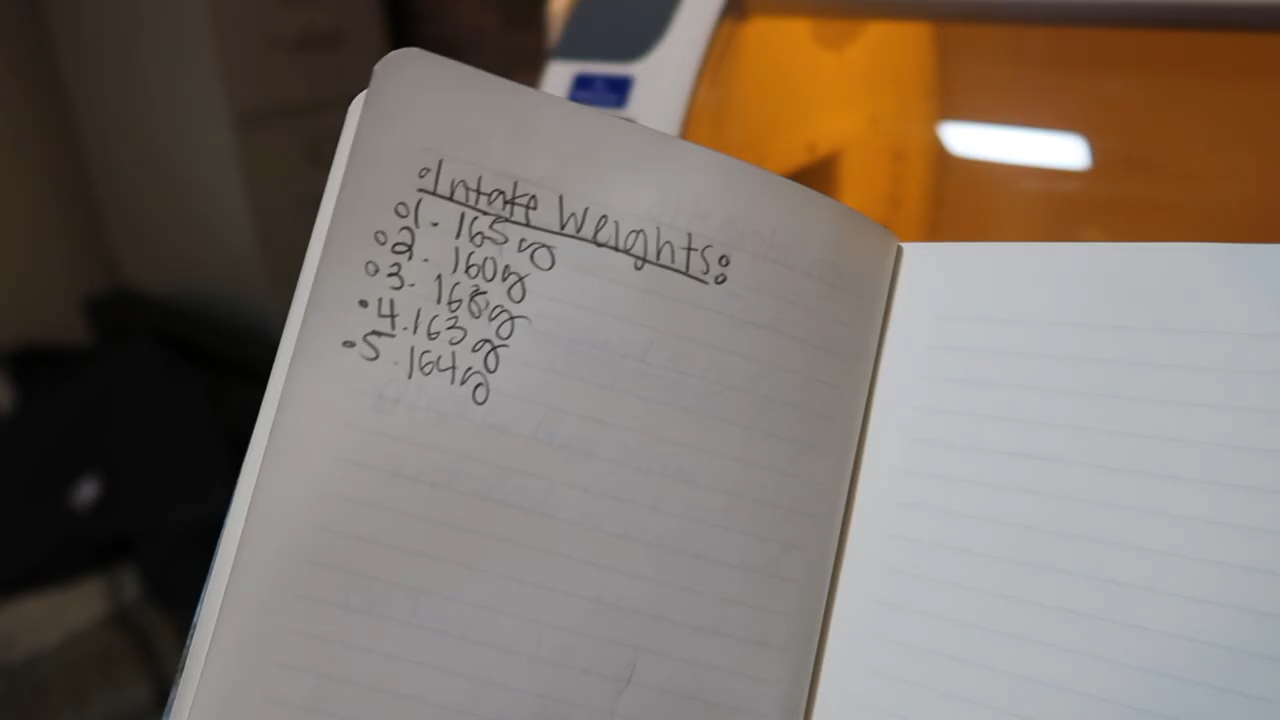 Intake Weights:
1. 165g
2. 160g
3. 168g
4. 163g
5. 164g